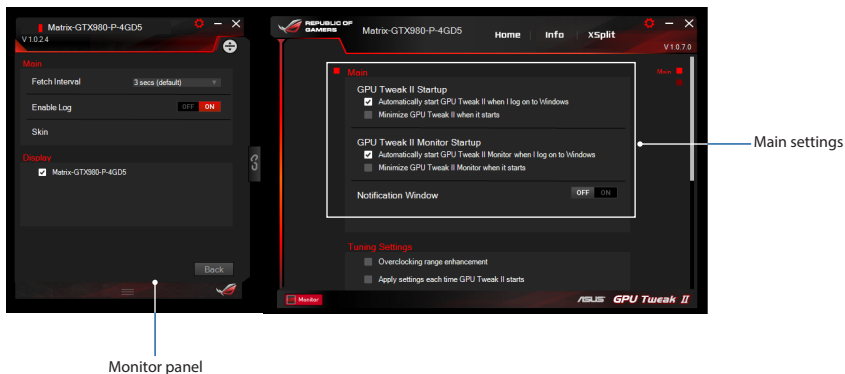 Matrix-GTX980-P-4GD5
V 1.0.2.4
Main
Fetch Interval 3 secs (default)
Enable Log OFF ON
Skin
Display
Matrix-GTX980-P-4GD5
Back
Monitor panel
REPUBLIC OF
GAMERS
Matrix-GTX980-P-4GD5 Home Info XSplit
V 1.0.7.0
Main
Main
GPU Tweak II Startup
Automatically start GPU Tweak II when I log on to Windows
Minimize GPU Tweak II when it starts
GPU Tweak II Monitor Startup
Automatically start GPU Tweak II Monitor when I log on to Windows
Minimize GPU Tweak II Monitor when it starts
Notification Window OFF ON
Tuning Settings
Overclocking range enhancement
Apply settings each time GPU Tweak II starts
Monitor
ASUS GPU Tweak II
Main settings